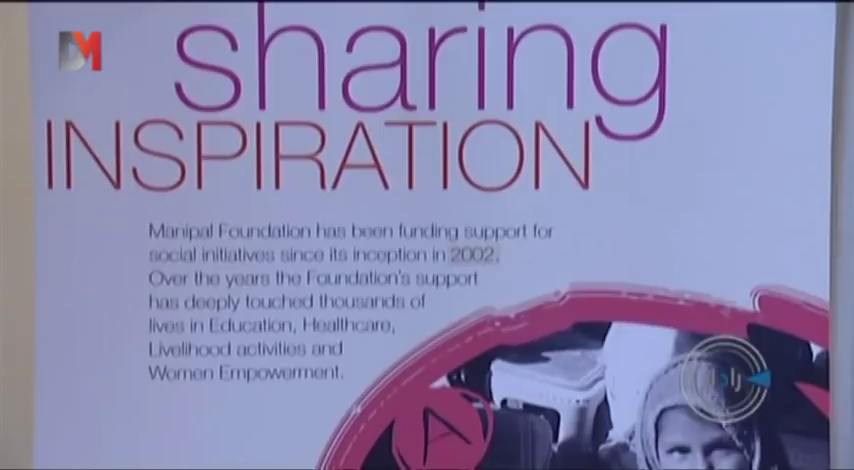 DM
sharing
INSPIRATION
Manipal Foundation has been funding support for
social initiatives since its inception in 2002.
Over the years the Foundation's support
has deeply touched thousands of
lives in Education, Healthcare,
Livelihood activities and
Women Empowerment.